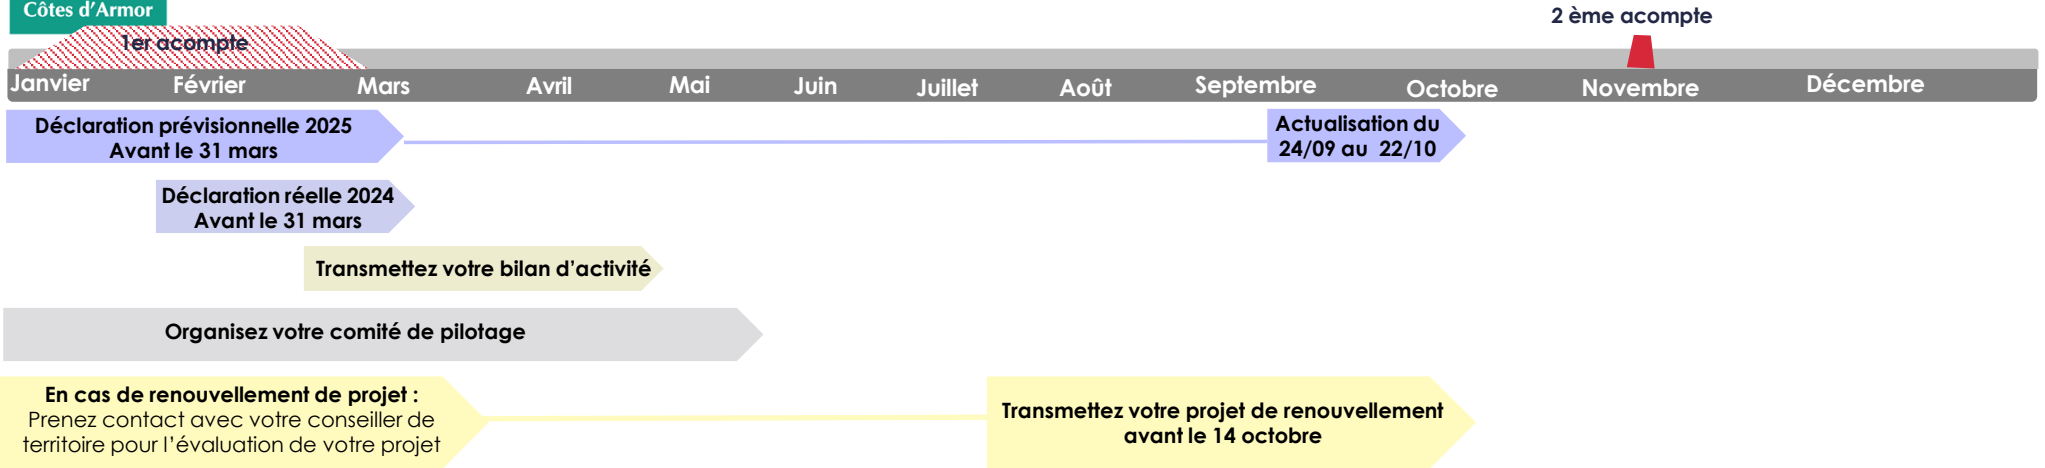 Côtes d'Armor
2 ème acompte
1er acompte
Janvier Février Mars Avril Mai Juin Juillet Août Septembre Octobre Novembre Décembre
Déclaration prévisionnelle 2025
Avant le 31 mars
Actualisation du
24/09 au 22/10
Déclaration réelle 2024
Avant le 31 mars
Transmettez votre bilan d'activité
Organisez votre comité de pilotage
En cas de renouvellement de projet :
Prenez contact avec votre conseiller de
territoire pour l'évaluation de votre projet
Transmettez votre projet de renouvellement
avant le 14 octobre